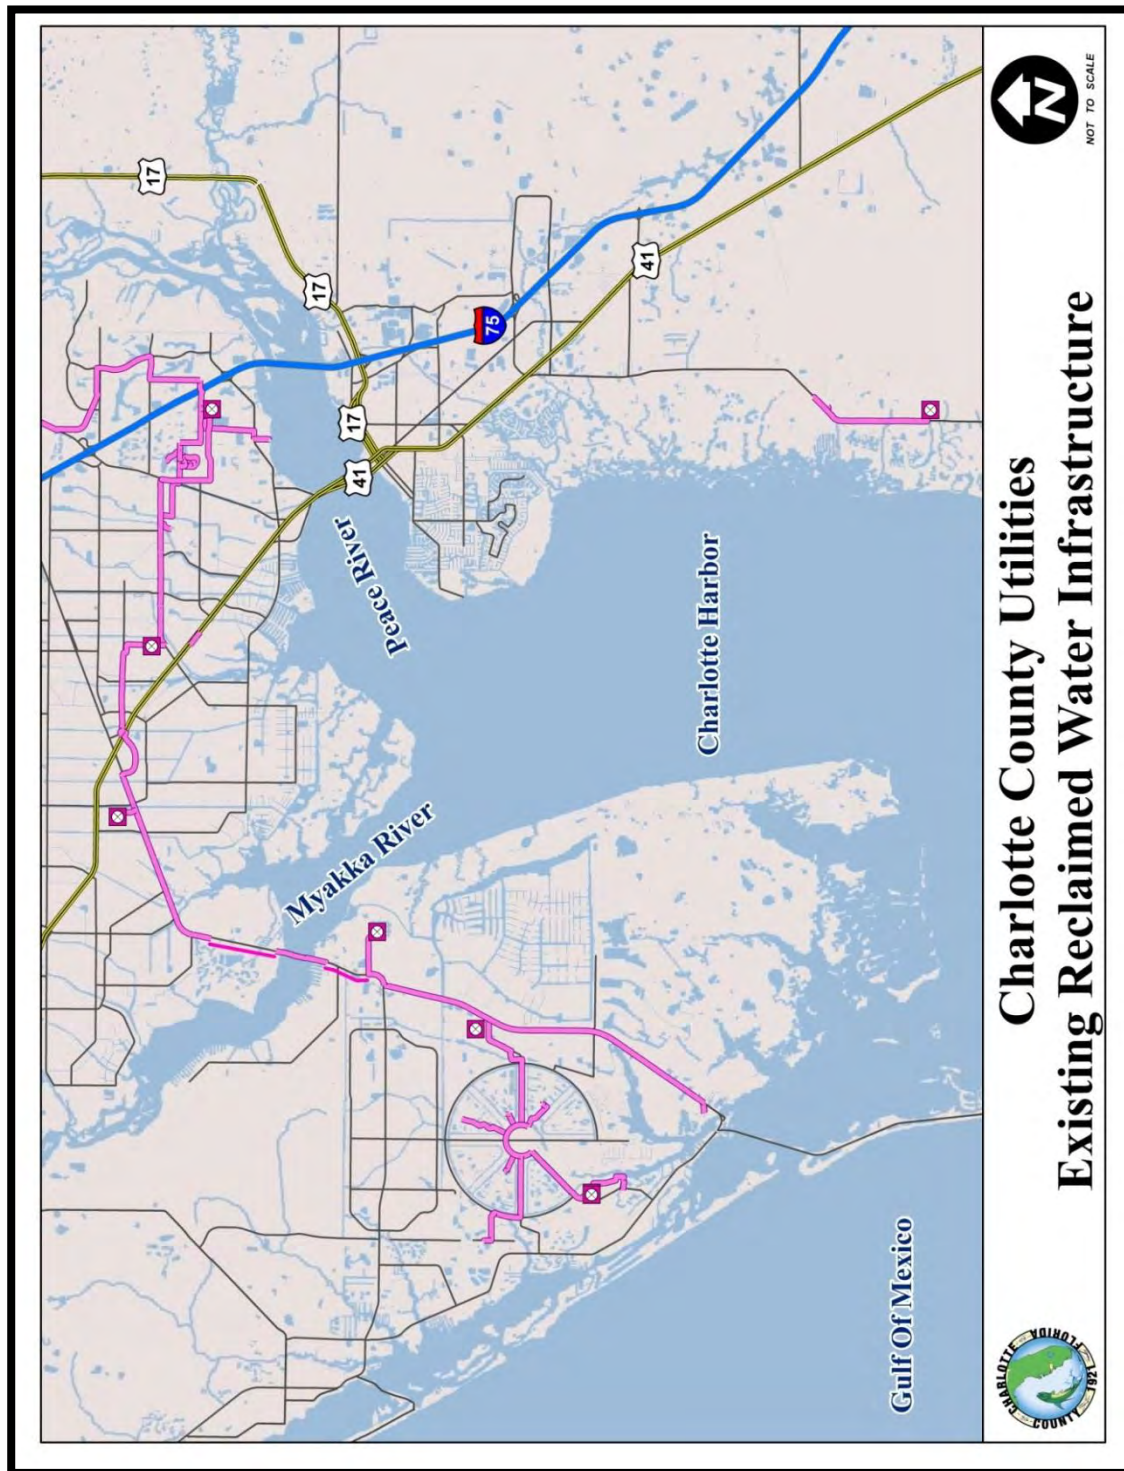 17
17
17
41
41
75
Peace River
Myakka River
Charlotte Harbor
Gulf Of Mexico
CHARLOTTE
COUNTY
FLORIDA
1921
Charlotte County Utilities
Existing Reclaimed Water Infrastructure
N
NOT TO SCALE